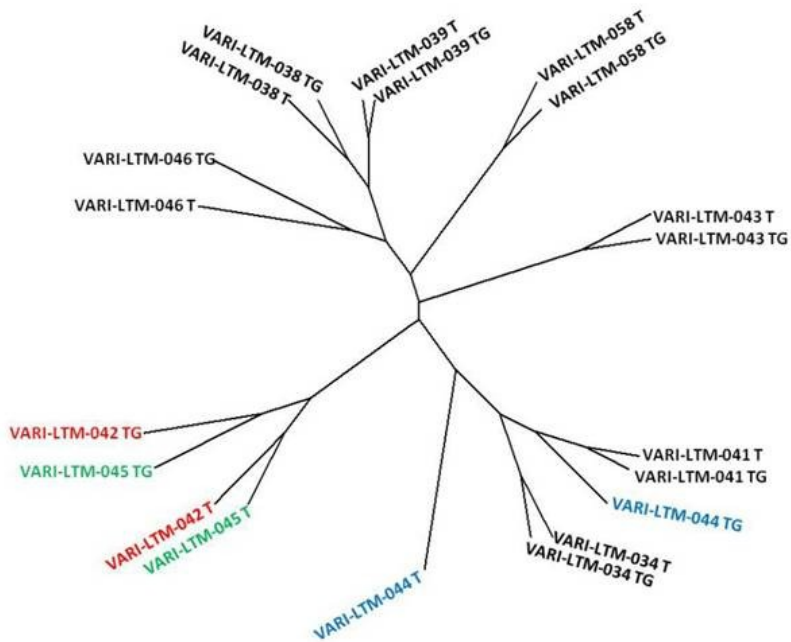 VARI-LTM-058 T
VARI-LTM-058 TG
VARI-LTM-039 T
VARI-LTM-039 TG
VARI-LTM-038 TG
VARI-LTM-038 T
VARI-LTM-046 TG
VARI-LTM-046 T
VARI-LTM-043 T
VARI-LTM-043 TG
VARI-LTM-042 TG
VARI-LTM-045 TG
VARI-LTM-042 T
VARI-LTM-045 T
VARI-LTM-041 T
VARI-LTM-041 TG
VARI-LTM-044 TG
VARI-LTM-034 T
VARI-LTM-034 TG
VARI-LTM-044 T